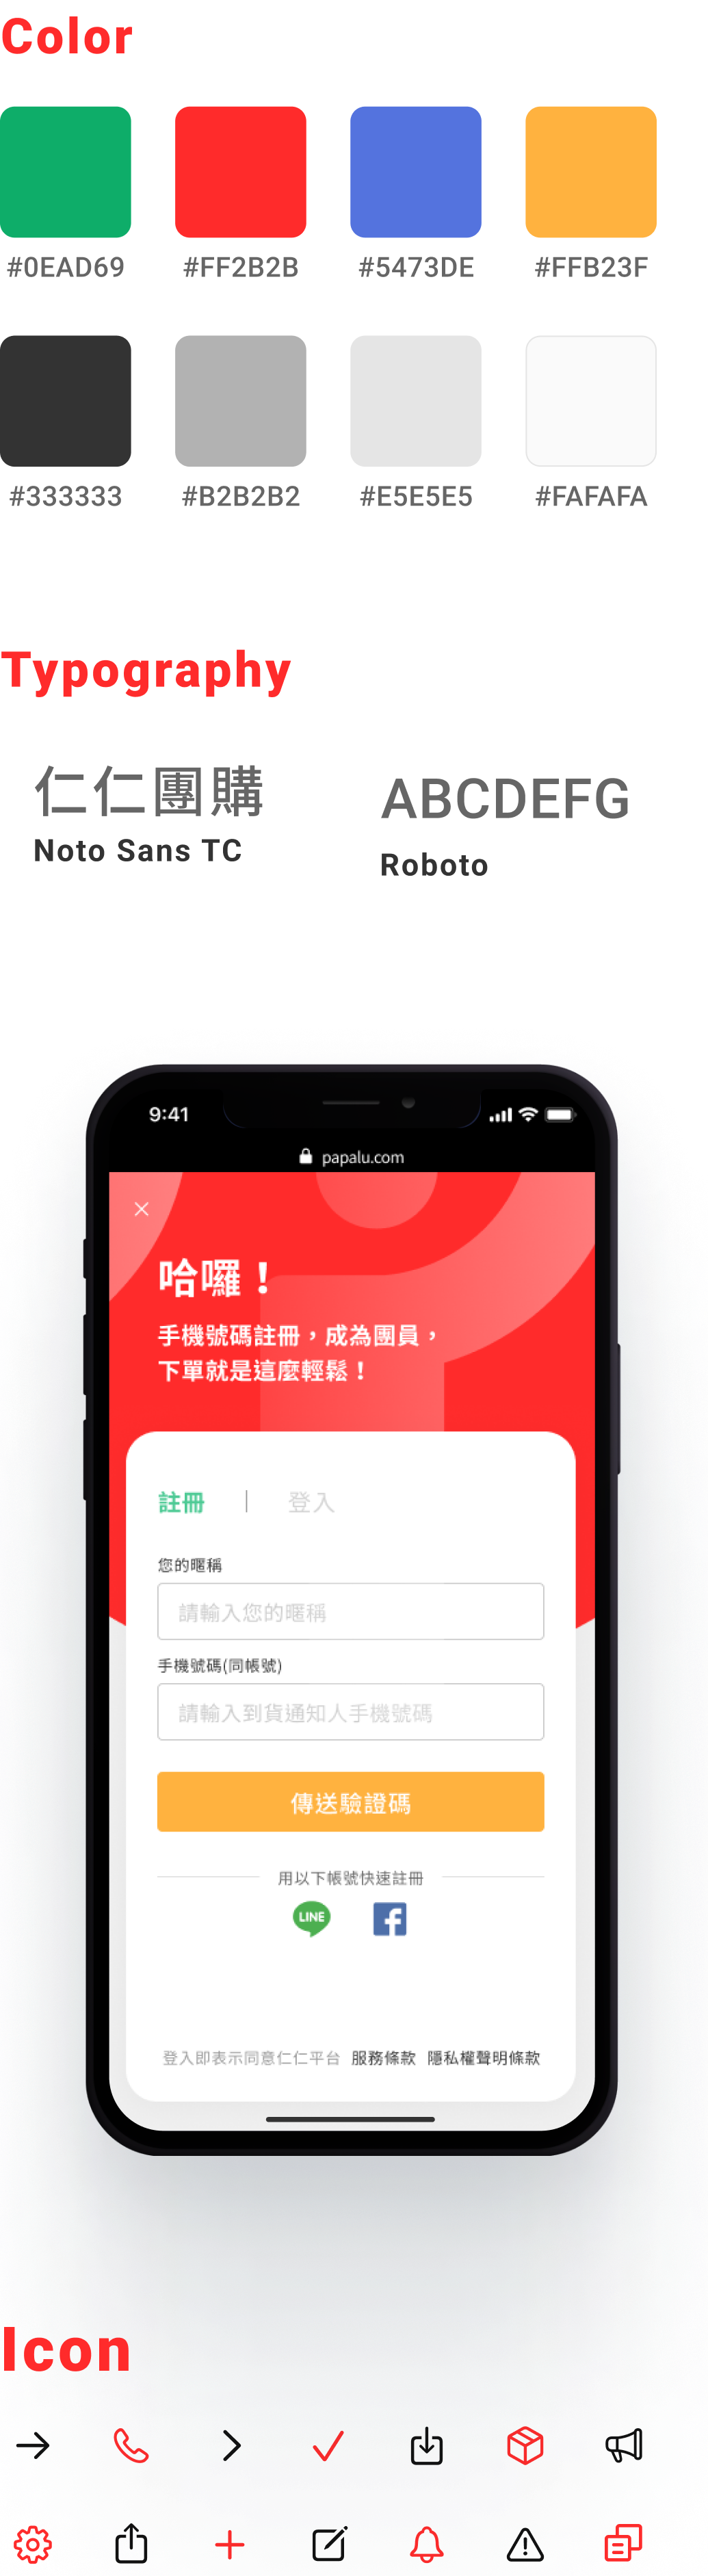 Color
#0EAD69 #FF2B2B #5473DE #FFB23F
#333333 #B2B2B2 #E5E5E5 #FAFAFA
Typography
仁仁團購
Noto Sans TC
ABCDEFG
Roboto
9:41
papalu.com
哈囉！
手機號碼註冊，成為團員，
下單就是這麼輕鬆！
註冊 | 登入
您的暱稱
請輸入您的暱稱
手機號碼(同帳號)
請輸入到貨通知人手機號碼
傳送驗證碼
用以下帳號快速註冊
LINE f
登入即表示同意仁仁平台 服務條款 隱私權聲明條款
Icon